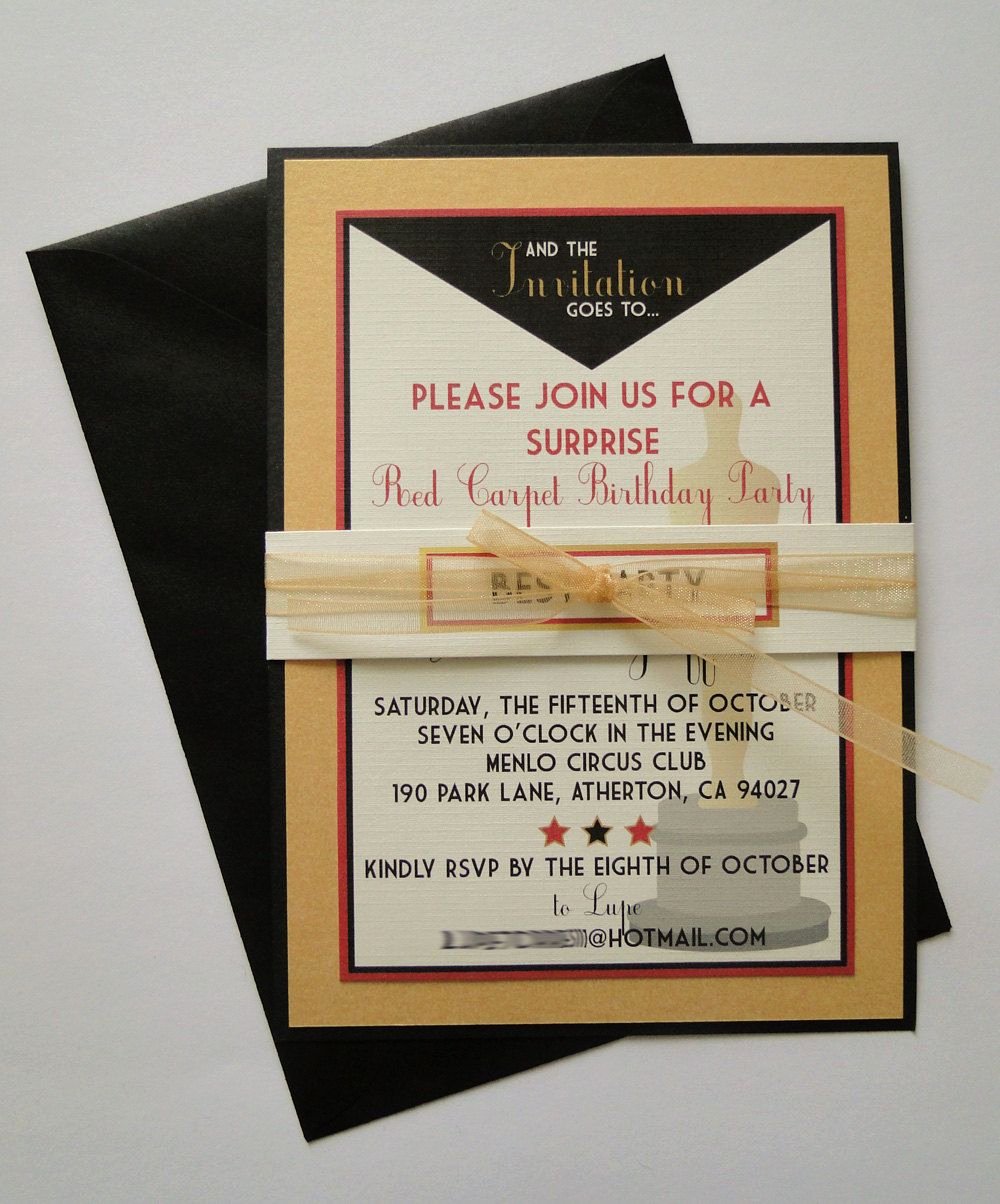 AND THE
Invitation
GOES TO...
PLEASE JOIN US FOR A
SURPRISE
Red Carpet Birthday Party
BEST PARTY
SATURDAY, THE FIFTEENTH OF OCTOBER
SEVEN O'CLOCK IN THE EVENING
MENLO CIRCUS CLUB
190 PARK LANE, ATHERTON, CA 94027
KINDLY RSVP BY THE EIGHTH OF OCTOBER
to Lupe
@HOTMAIL.COM